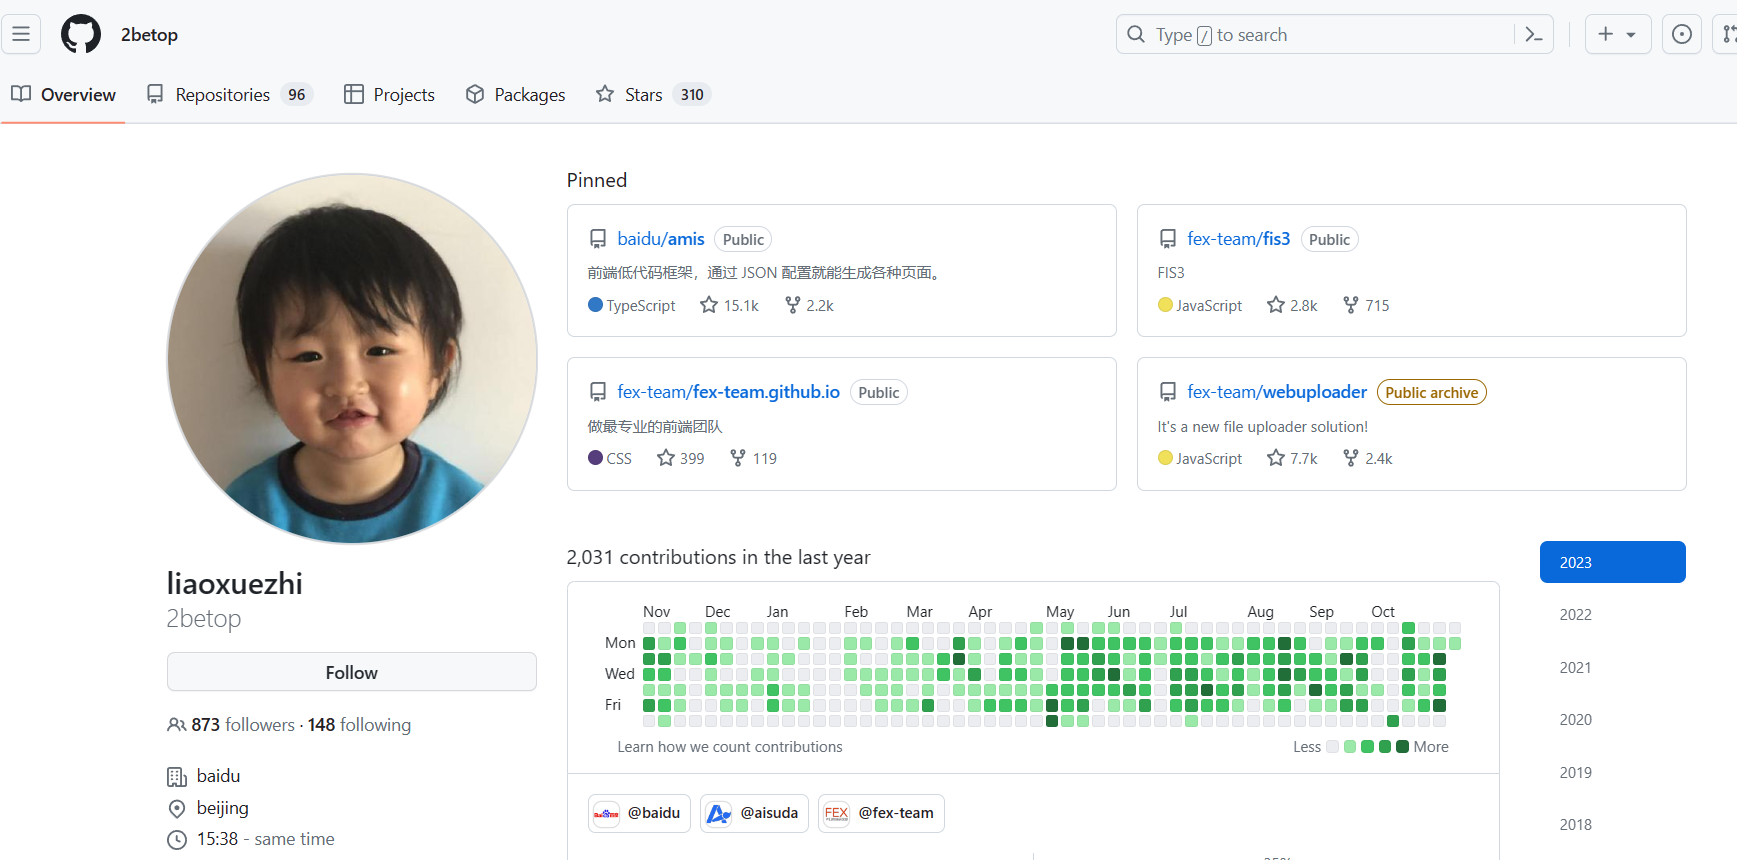 2betop
Type / to search
Overview
Repositories 96
Projects
Packages
Stars 310
liaoxuezhi
2betop
Follow
873 followers · 148 following
baidu
beijing
15:38 - same time
Pinned
baidu/amis Public
前端低代码框架，通过 JSON 配置就能生成各种页面。
TypeScript 15.1k 2.2k
fex-team/fis3 Public
FIS3
JavaScript 2.8k 715
fex-team/fex-team.github.io Public
做最专业的前端团队
CSS 399 119
fex-team/webuploader Public archive
It's a new file uploader solution!
JavaScript 7.7k 2.4k
2,031 contributions in the last year
Nov Dec Jan Feb Mar Apr May Jun Jul Aug Sep Oct
Mon
Wed
Fri
Learn how we count contributions
Less More
@baidu
@aisuda
FEX
@fex-team
2023
2022
2021
2020
2019
2018